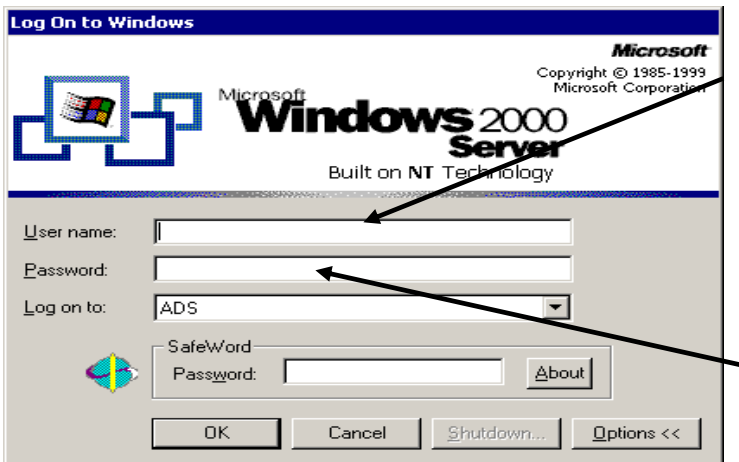 Log On to Windows
Microsoft
Copyright © 1985-1999
Microsoft Corporation
Microsoft
Windows 2000
Server
Built on NT Technology
User name:
Password:
Log on to: ADS
SafeWord
Password: About
OK Cancel Shutdown... Options <<